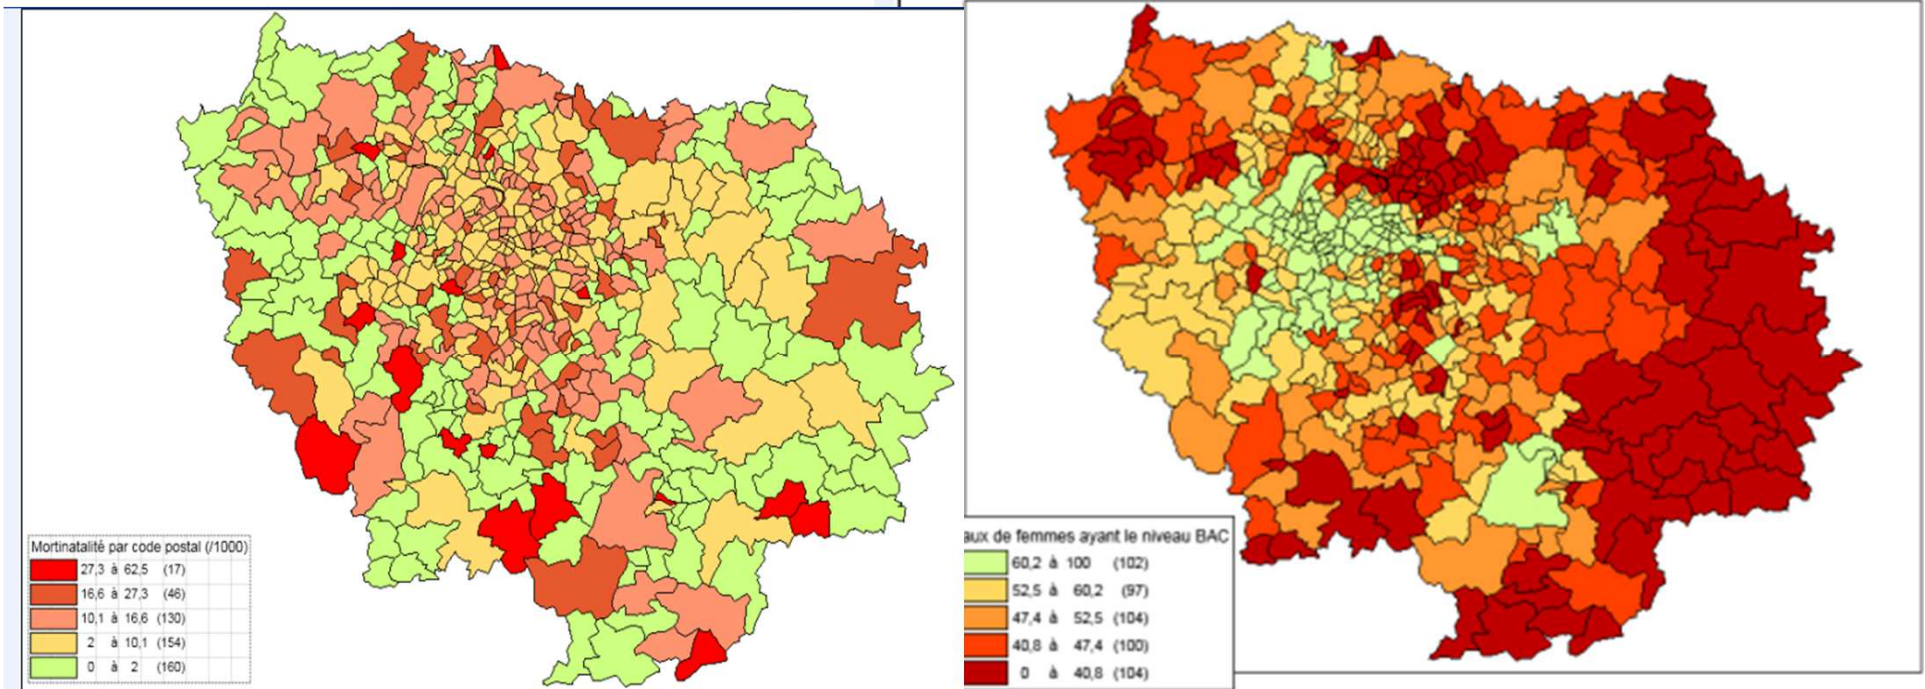 Mortinatalité par code postal (/1000)
27,3 à 62,5 (17)
16,6 à 27,3 (46)
10,1 à 16,6 (130)
2 à 10,1 (154)
0 à 2 (160)
aux de femmes ayant le niveau BAC
60,2 à 100 (102)
52,5 à 60,2 (97)
47,4 à 52,5 (104)
40,8 à 47,4 (100)
0 à 40,8 (104)